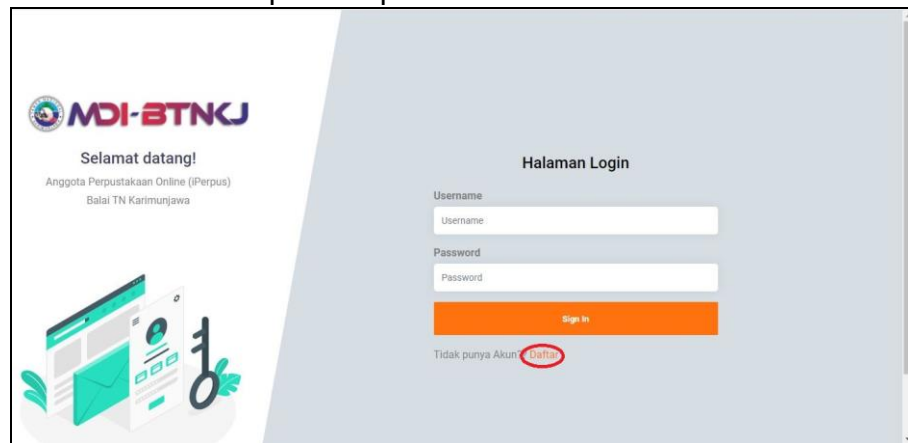 MDI-BTNKJ
Selamat datang!
Anggota Perpustakaan Online (iPerpus)
Balai TN Karimunjawa
Halaman Login
Username
Username
Password
Password
Sign In
Tidak punya Akun? Daftar